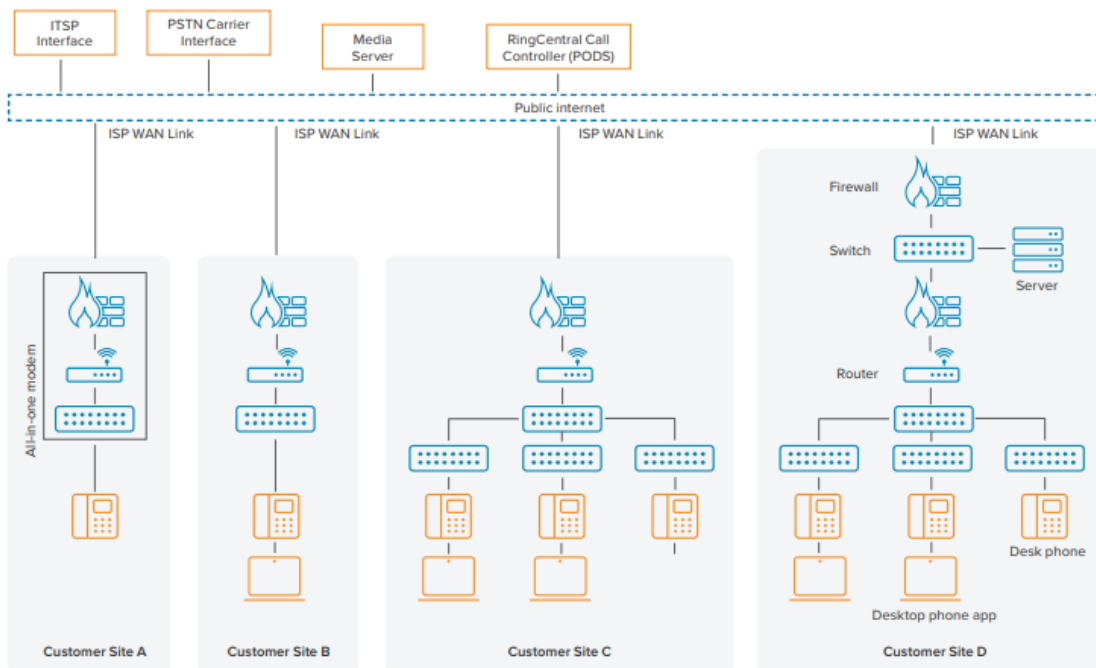 ITSP
Interface
PSTN Carrier
Interface
Media
Server
RingCentral Call
Controller (PODS)
Public internet
ISP WAN Link
ISP WAN Link
ISP WAN Link
ISP WAN Link
Firewall
Switch
Server
Router
All-in-one modem
Desk phone
Desktop phone app
Customer Site A
Customer Site B
Customer Site C
Customer Site D